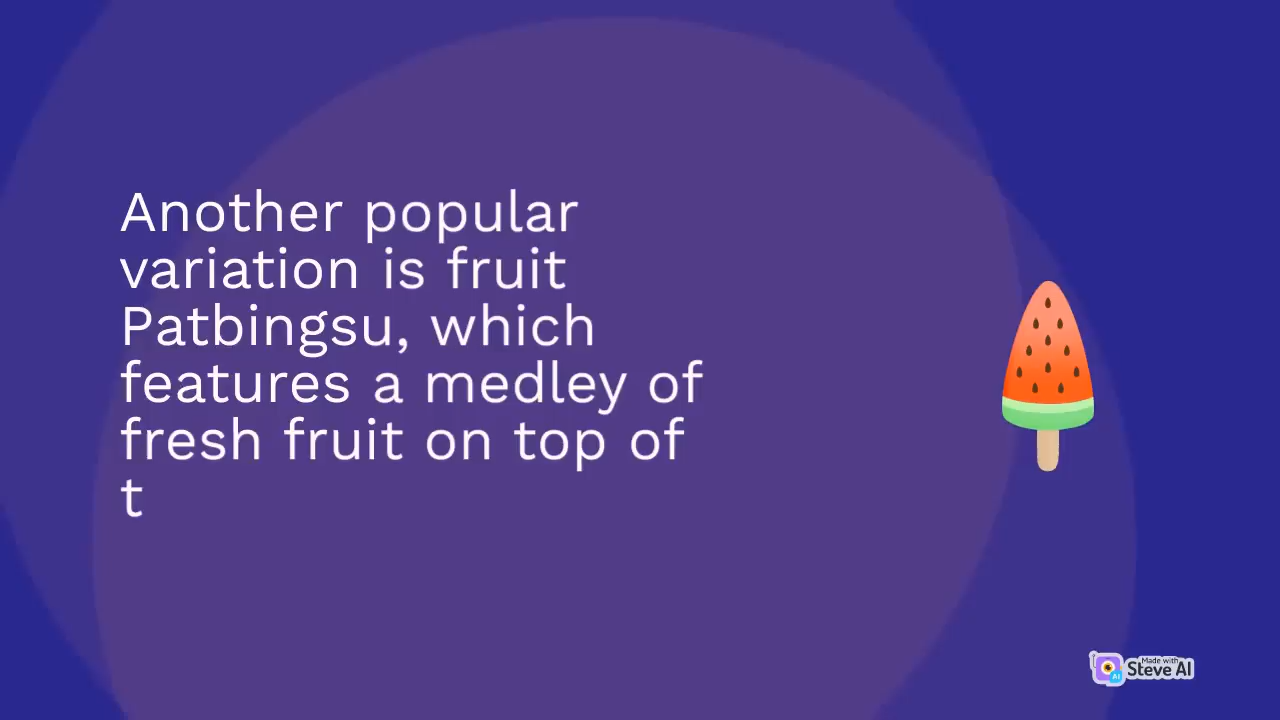 Another popular
variation is fruit
Patbingsu, which
features a medley of
fresh fruit on top of
t
Made with
Steve AI
AI